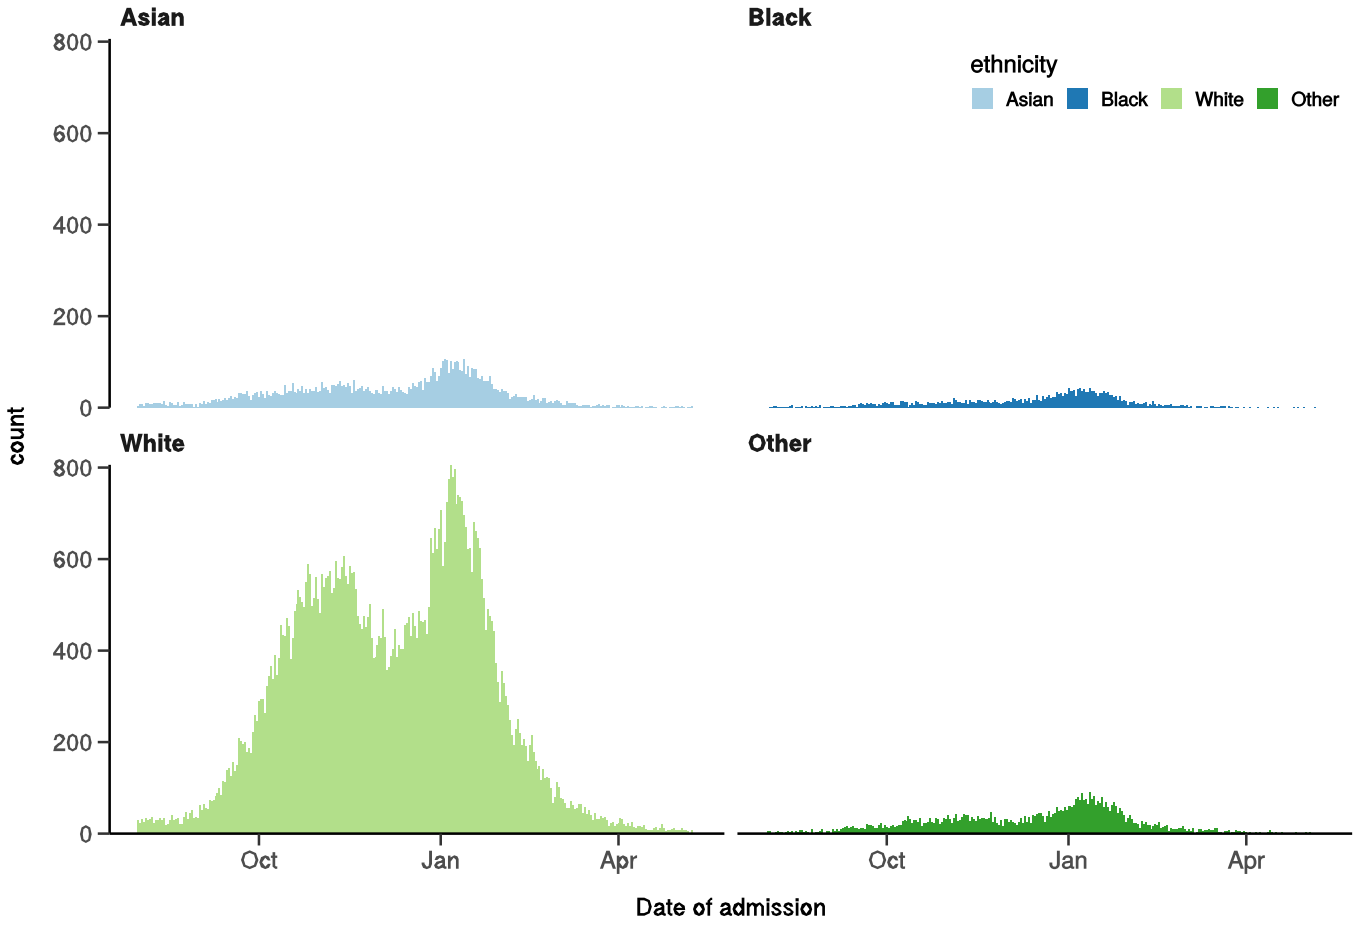 Asian
Black
ethnicity
Asian Black White Other
800
600
400
200
0
count
White
Other
800
600
400
200
0
Oct Jan Apr
Oct Jan Apr
Date of admission